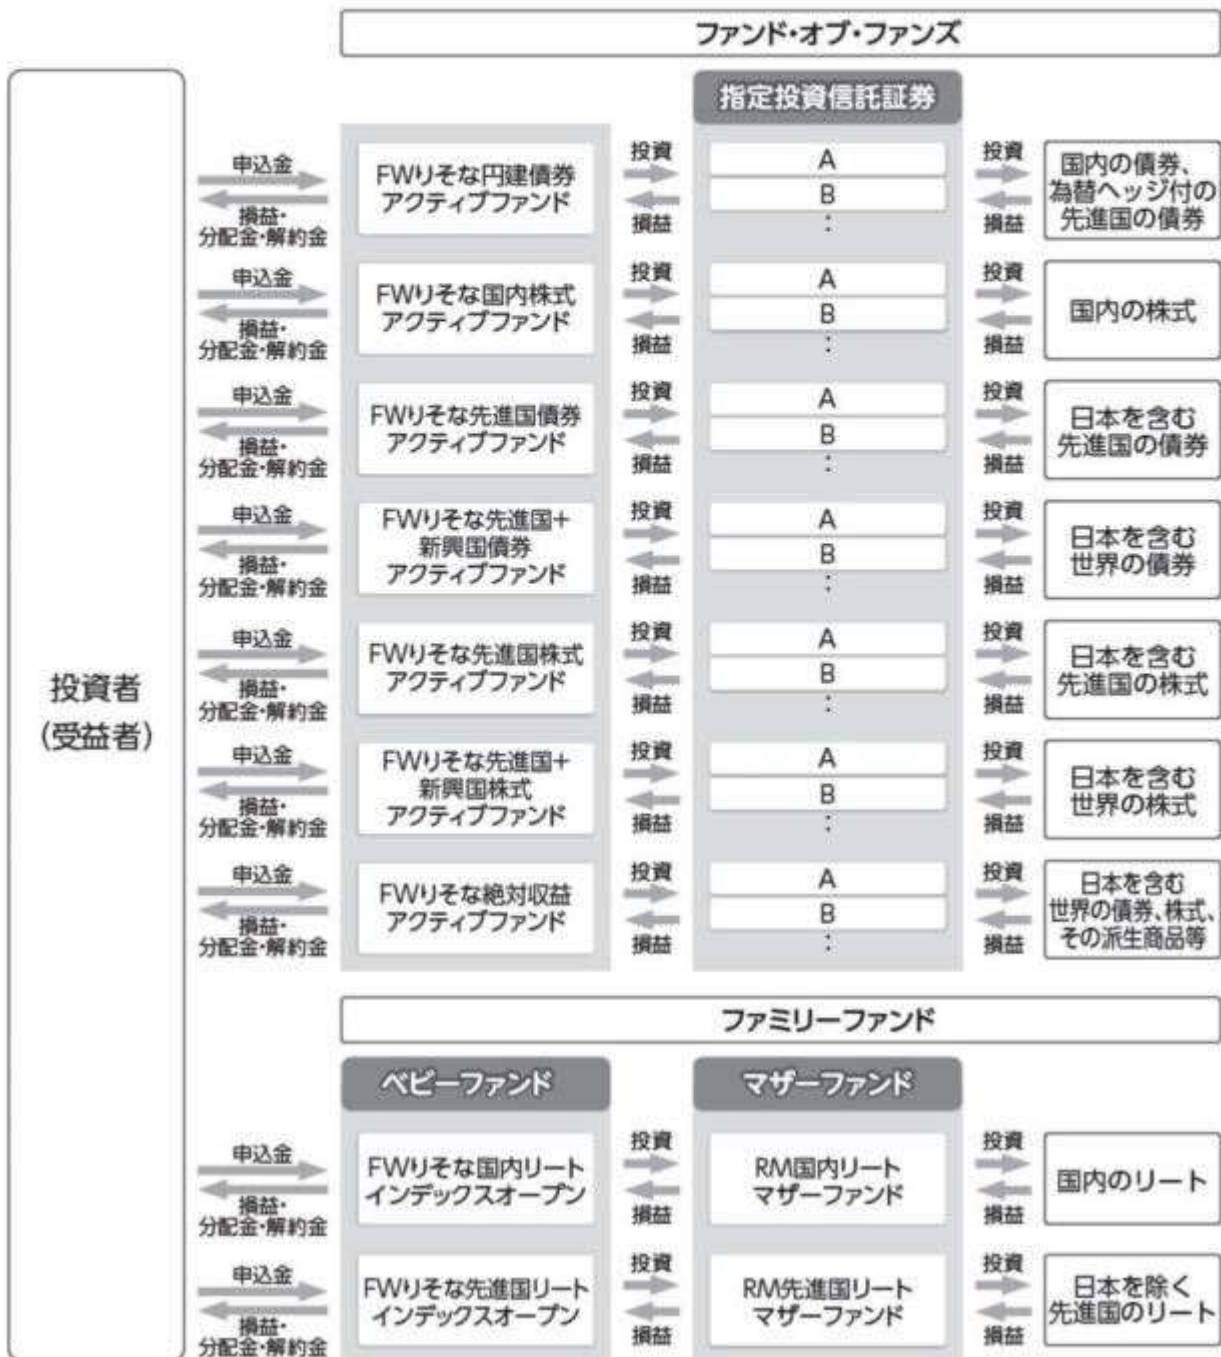 ファンド・オブ・ファンズ
指定投資信託証券
投資者
(受益者)
申込金
損益・
分配金・解約金
FWりそな円建債券
アクティブファンド
投資
損益
A
B
:
投資
損益
国内の債券、
為替ヘッジ付の
先進国の債券
申込金
損益・
分配金・解約金
FWりそな国内株式
アクティブファンド
投資
損益
A
B
:
投資
損益
国内の株式
申込金
損益・
分配金・解約金
FWりそな先進国債券
アクティブファンド
投資
損益
A
B
:
投資
損益
日本を含む
先進国の債券
申込金
損益・
分配金・解約金
FWりそな先進国+
新興国債券
アクティブファンド
投資
損益
A
B
:
投資
損益
日本を含む
世界の債券
申込金
損益・
分配金・解約金
FWりそな先進国株式
アクティブファンド
投資
損益
A
B
:
投資
損益
日本を含む
先進国の株式
申込金
損益・
分配金・解約金
FWりそな先進国+
新興国株式
アクティブファンド
投資
損益
A
B
:
投資
損益
日本を含む
世界の株式
申込金
損益・
分配金・解約金
FWりそな絶対収益
アクティブファンド
投資
損益
A
B
:
投資
損益
日本を含む
世界の債券、株式、
その派生商品等
ファミリーファンド
ベビーファンド
マザーファンド
申込金
損益・
分配金・解約金
FWりそな国内リート
インデックスオープン
投資
損益
RM国内リート
マザーファンド
投資
損益
国内のリート
申込金
損益・
分配金・解約金
FWりそな先進国リート
インデックスオープン
投資
損益
RM先進国リート
マザーファンド
投資
損益
日本を除く
先進国のリート